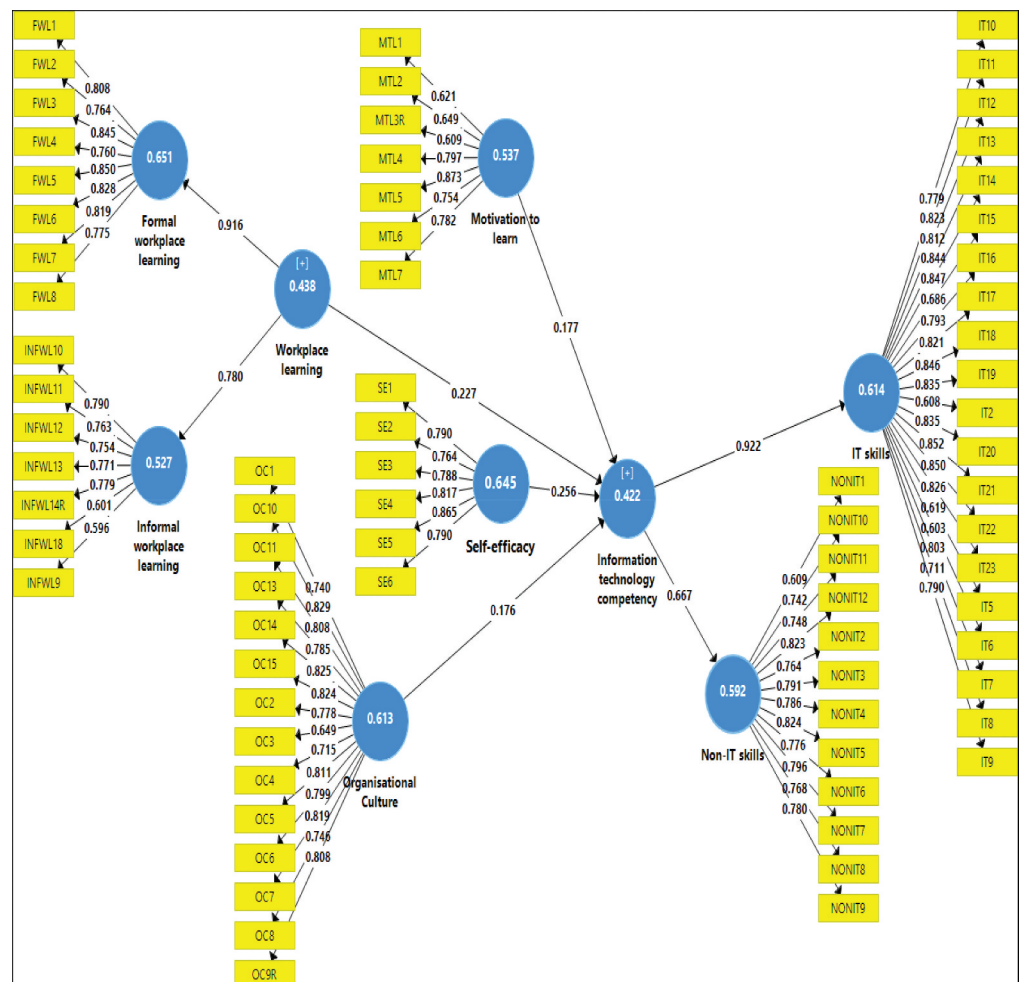 FWL1
FWL2
FWL3
FWL4
FWL5
FWL6
FWL7
FWL8
0.808
0.764
0.845
0.760
0.850
0.828
0.819
0.775
0.651
Formal
workplace
learning
0.916
INFWL10
INFWL11
INFWL12
INFWL13
INFWL14R
INFWL18
INFWL9
0.790
0.763
0.754
0.771
0.779
0.601
0.596
0.527
Informal
workplace
learning
0.780
[+]
0.438
Workplace
learning
0.227
MTL1
MTL2
MTL3R
MTL4
MTL5
MTL6
MTL7
0.621
0.649
0.609
0.797
0.873
0.754
0.782
0.537
Motivation to
learn
0.177
SE1
SE2
SE3
SE4
SE5
SE6
0.790
0.764
0.788
0.817
0.865
0.790
0.645
Self-efficacy
0.256
OC1
OC10
OC11
OC13
OC14
OC15
OC2
OC3
OC4
OC5
OC6
OC7
OC8
OC9R
0.740
0.829
0.808
0.785
0.825
0.824
0.778
0.649
0.715
0.811
0.799
0.819
0.746
0.808
0.613
Organisational
Culture
0.176
[+]
0.422
Information
technology
competency
0.922
0.667
0.614
IT skills
0.779
0.823
0.812
0.844
0.847
0.686
0.793
0.821
0.846
0.835
0.608
0.835
0.852
0.850
0.826
0.619
0.603
0.803
0.711
0.790
IT10
IT11
IT12
IT13
IT14
IT15
IT16
IT17
IT18
IT19
IT2
IT20
IT21
IT22
IT23
IT5
IT6
IT7
IT8
IT9
0.592
Non-IT skills
0.609
0.742
0.748
0.823
0.764
0.791
0.786
0.824
0.776
0.796
0.768
0.780
NONIT1
NONIT10
NONIT11
NONIT12
NONIT2
NONIT3
NONIT4
NONIT5
NONIT6
NONIT7
NONIT8
NONIT9